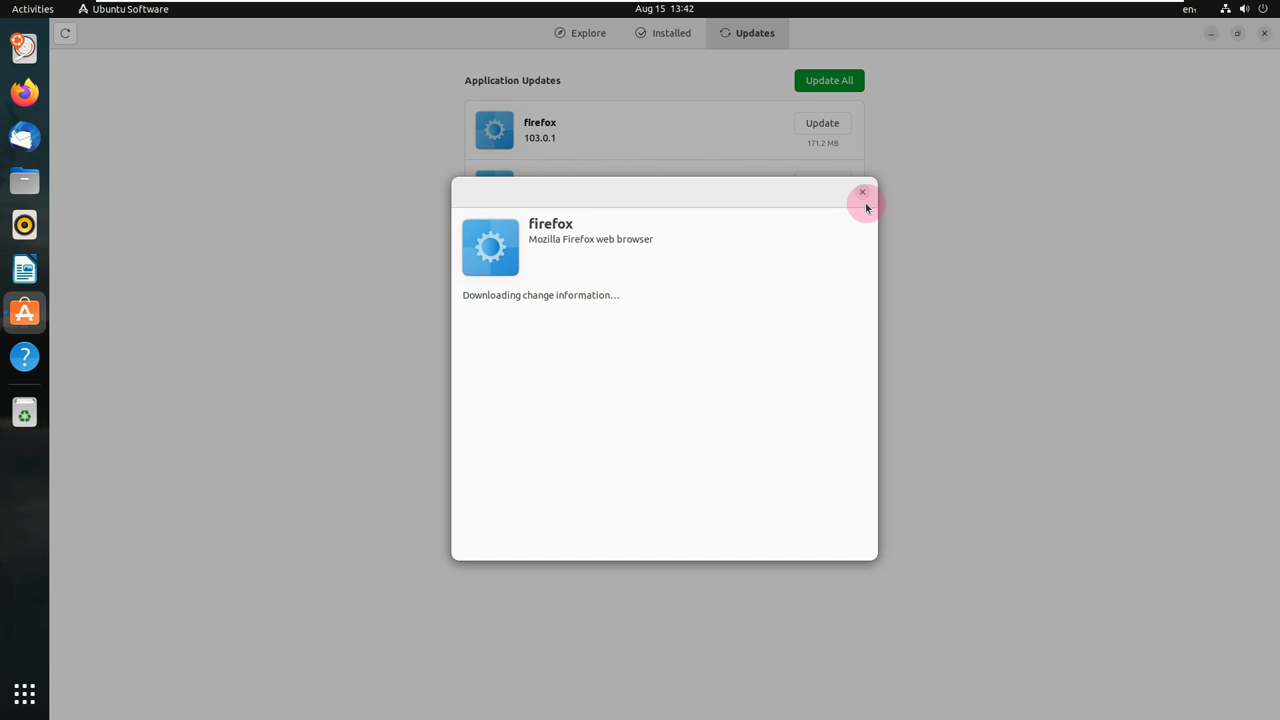 Activities
Ubuntu Software
Aug 15 13:42
en₁
Explore
Installed
Updates
Application Updates
Update All
firefox
103.0.1
Update
171.2 MB
firefox
Mozilla Firefox web browser
Downloading change information…